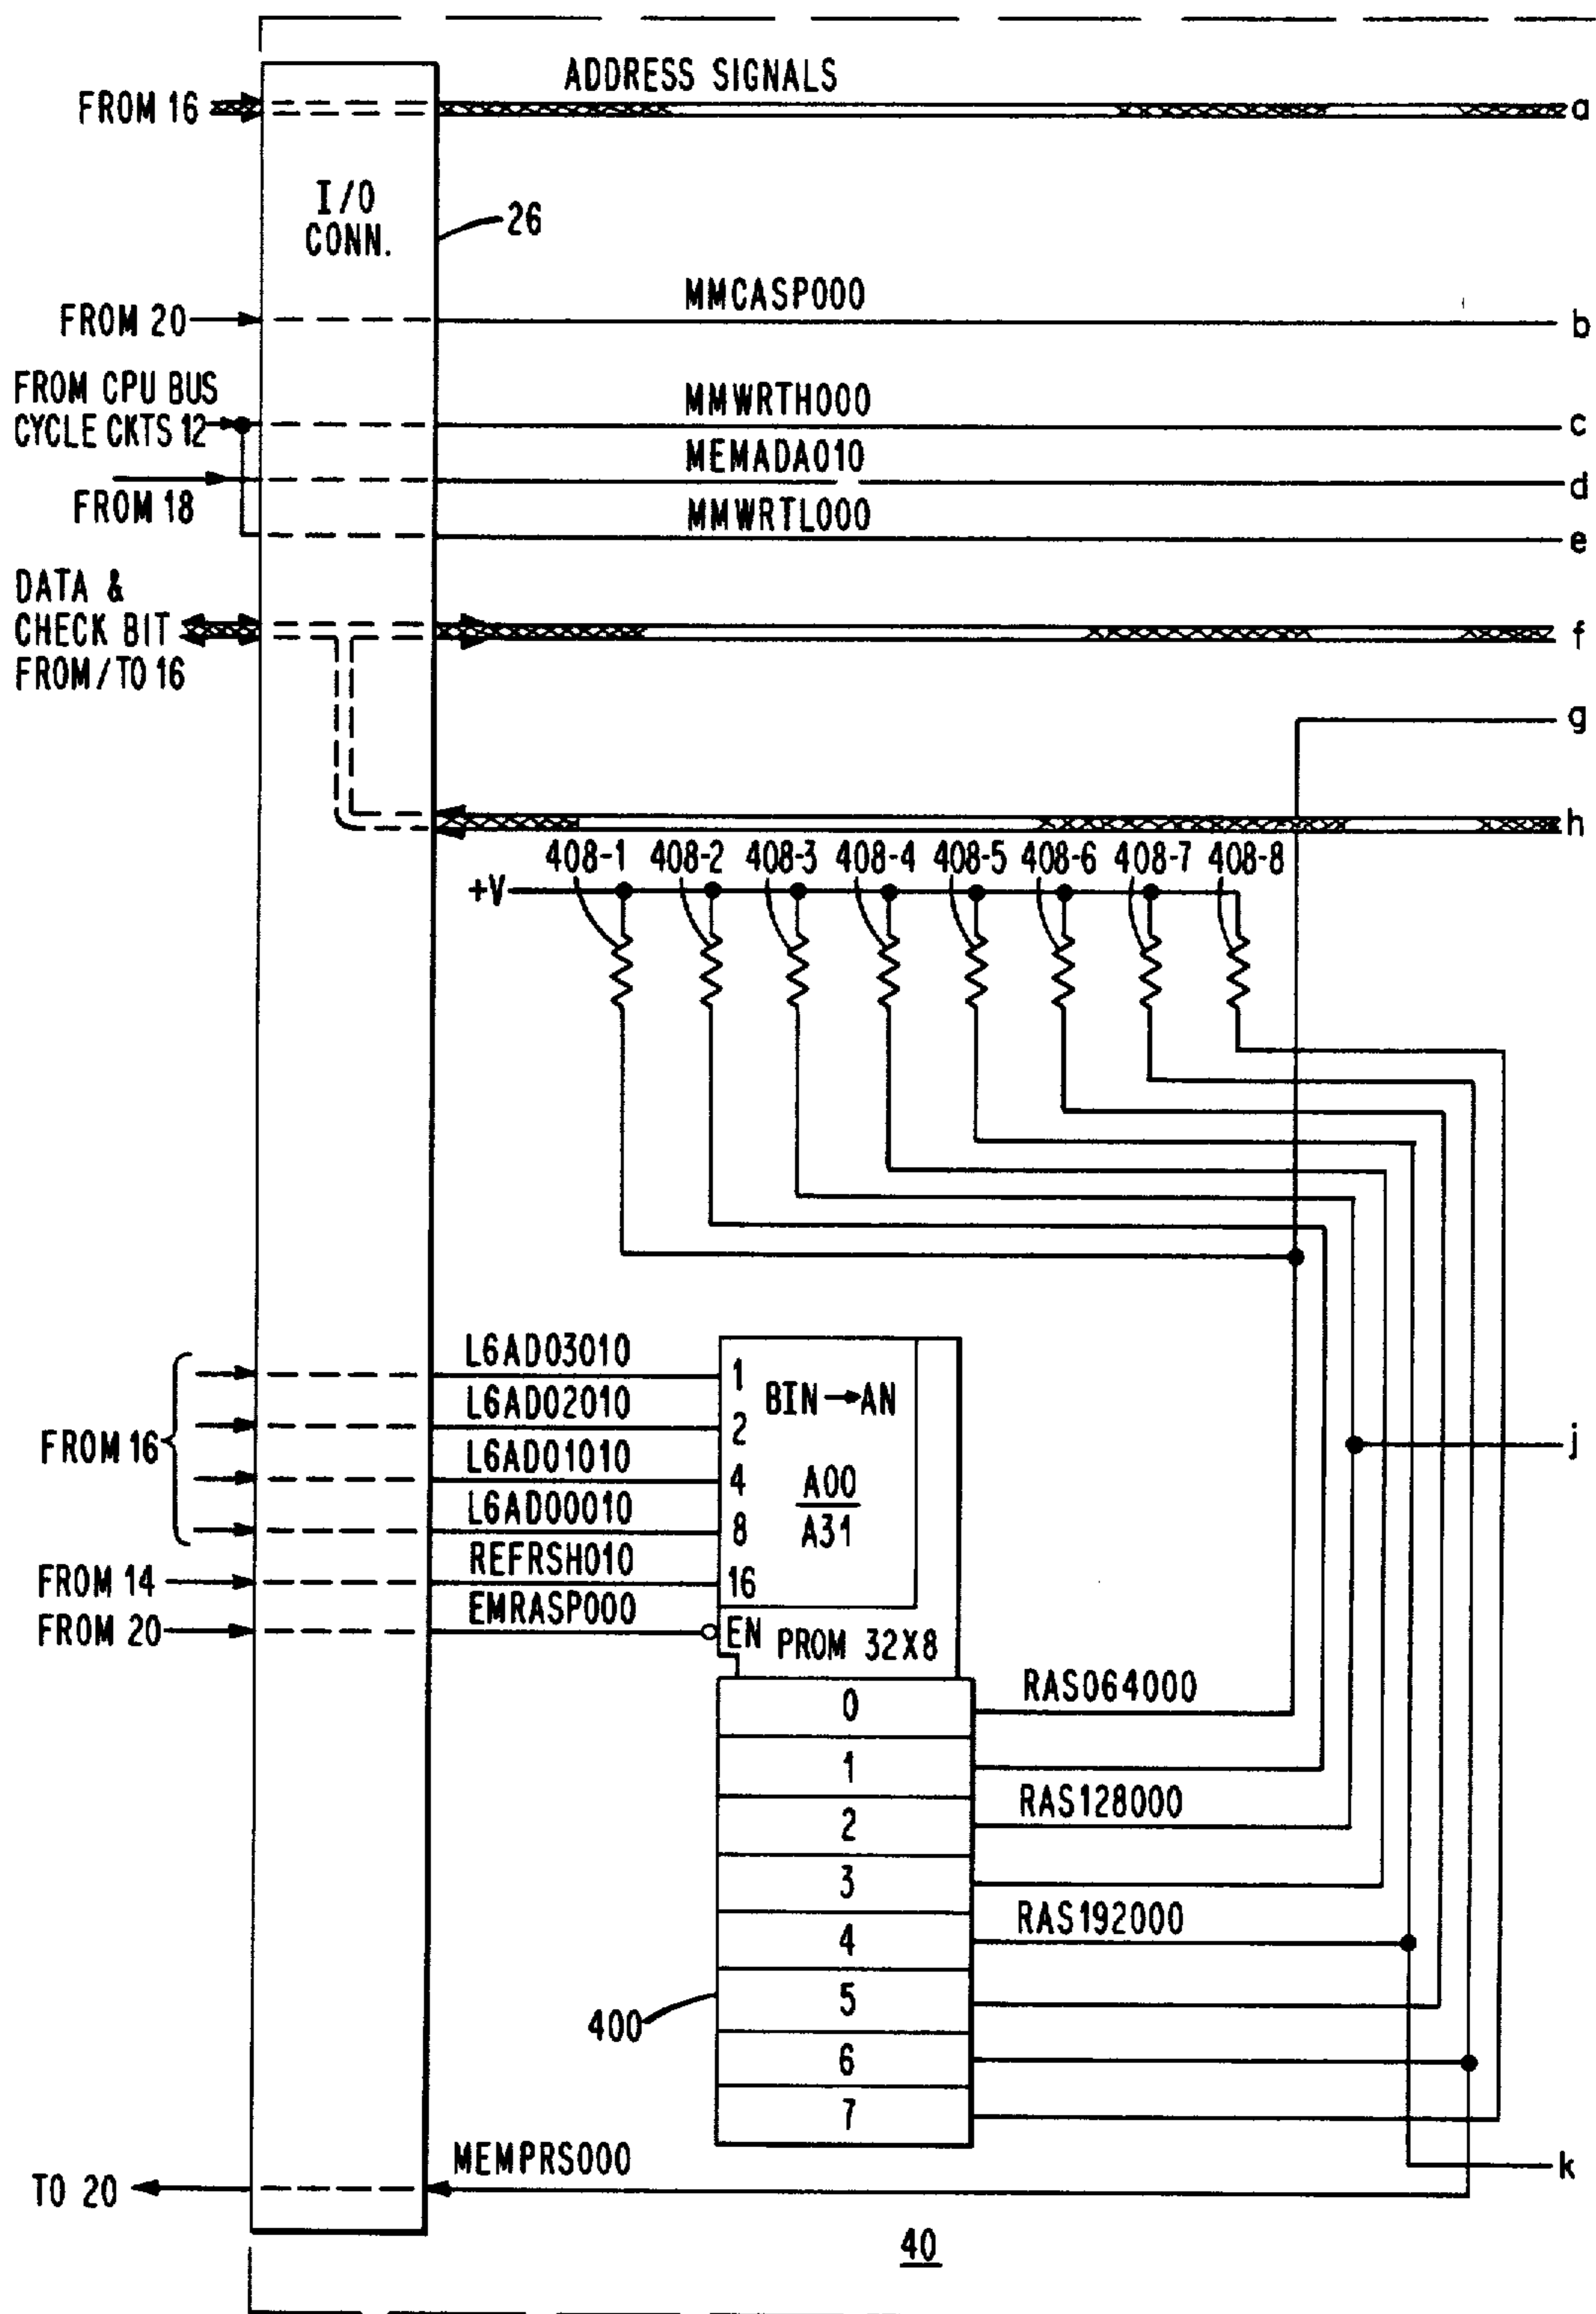 ADDRESS SIGNALS
FROM 16
a
I/O
CONN.
26
MMCASP000
FROM 20
b
FROM CPU BUS
CYCLE CKTS 12
MMWRTH000
c
MEMADA010
d
FROM 18
MMWRTL000
e
DATA &
CHECK BIT
FROM/TO 16
f
g
h
408-1 408-2 408-3 408-4 408-5 408-6 408-7 408-8
+V
FROM 16
L6AD03010
1
BIN→AN
L6AD02010
2
L6AD01010
4
A00
A31
L6AD00010
8
j
FROM 14
REFRSH010
16
FROM 20
EMRASP000
EN PROM 32X8
0
RAS064000
1
2
RAS128000
3
4
RAS192000
5
400
6
7
MEMPRS000
TO 20
k
40